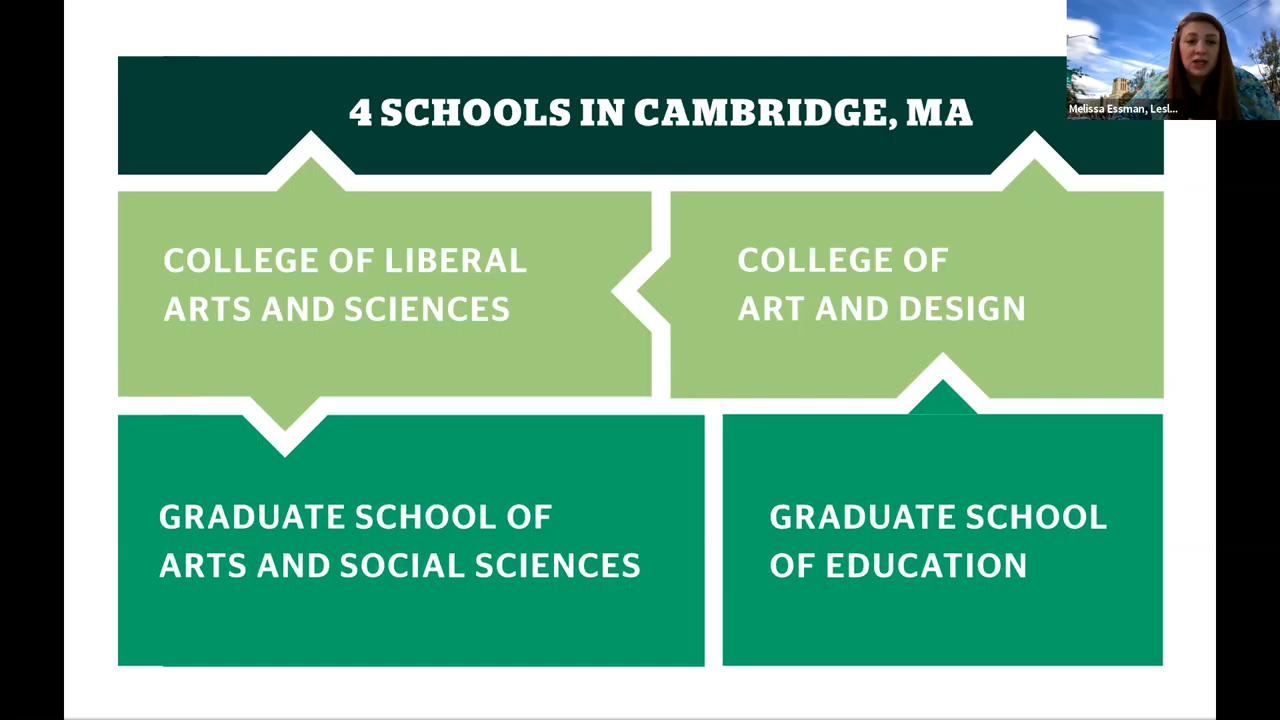 4 SCHOOLS IN CAMBRIDGE, MA
Melissa Essman, Lesl...
COLLEGE OF LIBERAL
ARTS AND SCIENCES
COLLEGE OF
ART AND DESIGN
GRADUATE SCHOOL OF
ARTS AND SOCIAL SCIENCES
GRADUATE SCHOOL
OF EDUCATION